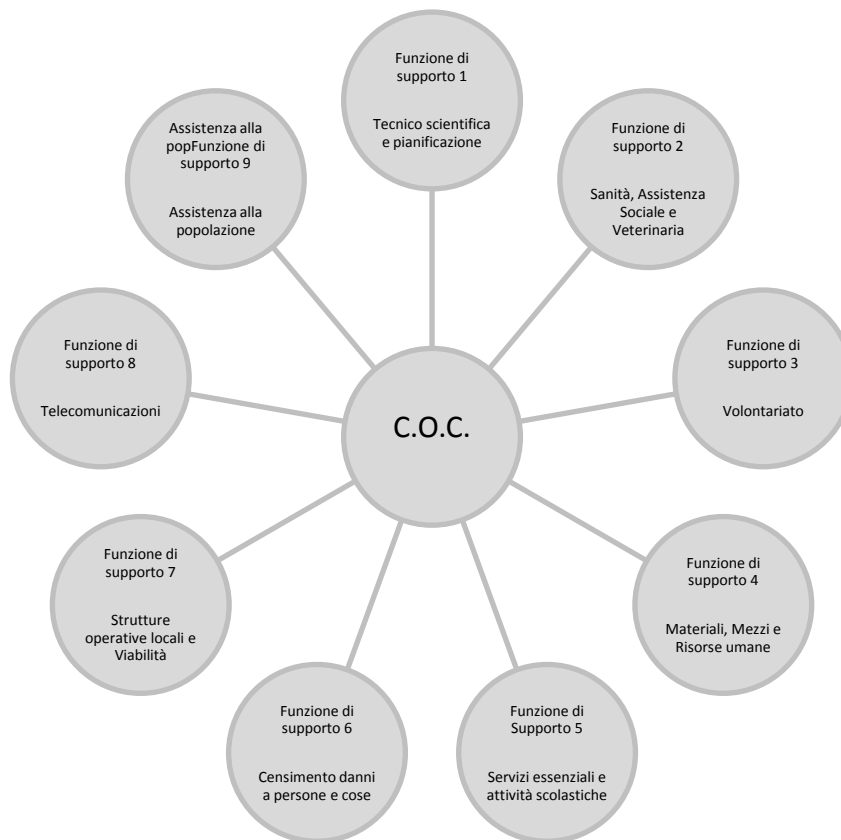 Funzione di
supporto 1
Tecnico scientifica
e pianificazione
Funzione di
supporto 2
Sanità, Assistenza
Sociale e
Veterinaria
Funzione di
supporto 3
Volontariato
Funzione di
supporto 4
Materiali, Mezzi e
Risorse umane
Funzione di
Supporto 5
Servizi essenziali e
attività scolastiche
Funzione di
supporto 6
Censimento danni
a persone e cose
Funzione di
supporto 7
Strutture
operative locali e
Viabilità
Funzione di
supporto 8
Telecomunicazioni
Assistenza alla
popFunzione di
supporto 9
Assistenza alla
popolazione
C.O.C.